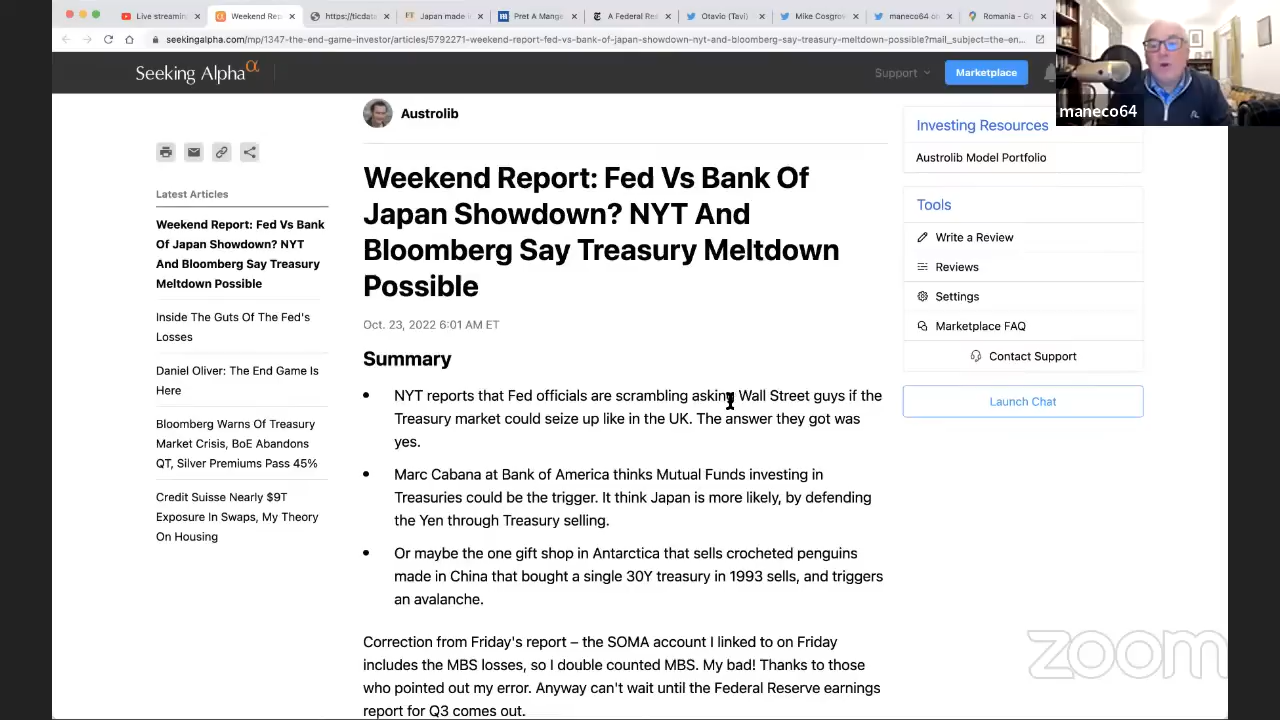 Live streamin
Weekend Rep
https://ticdata
Japan made i
Pret A Mange
A Federal Res
Otavio (Tavi)
Mike Cosgrov
maneco64 on
Romania - Go
seekingalpha.com/mp/1347-the-end-game-investor/articles/5792271-weekend-report-fed-vs-bank-of-japan-showdown-nyt-and-bloomberg-say-treasury-meltdown-possible?mail_subject=the-en...
Seeking Alpha α
Support
Marketplace
maneco64
Austrolib
Latest Articles
Weekend Report: Fed Vs Bank
Of Japan Showdown? NYT
And Bloomberg Say Treasury
Meltdown Possible
Inside The Guts Of The Fed's
Losses
Daniel Oliver: The End Game Is
Here
Bloomberg Warns Of Treasury
Market Crisis, BoE Abandons
QT, Silver Premiums Pass 45%
Credit Suisse Nearly $9T
Exposure In Swaps, My Theory
On Housing
Weekend Report: Fed Vs Bank Of
Japan Showdown? NYT And
Bloomberg Say Treasury Meltdown
Possible
Oct. 23, 2022 6:01 AM ET
Summary
NYT reports that Fed officials are scrambling asking Wall Street guys if the
Treasury market could seize up like in the UK. The answer they got was
yes.
Marc Cabana at Bank of America thinks Mutual Funds investing in
Treasuries could be the trigger. It think Japan is more likely, by defending
the Yen through Treasury selling.
Or maybe the one gift shop in Antarctica that sells crocheted penguins
made in China that bought a single 30Y treasury in 1993 sells, and triggers
an avalanche.
Correction from Friday's report – the SOMA account I linked to on Friday
includes the MBS losses, so I double counted MBS. My bad! Thanks to those
who pointed out my error. Anyway can't wait until the Federal Reserve earnings
report for Q3 comes out.
Investing Resources
Austrolib Model Portfolio
Tools
Write a Review
Reviews
Settings
Marketplace FAQ
Contact Support
Launch Chat
zoom